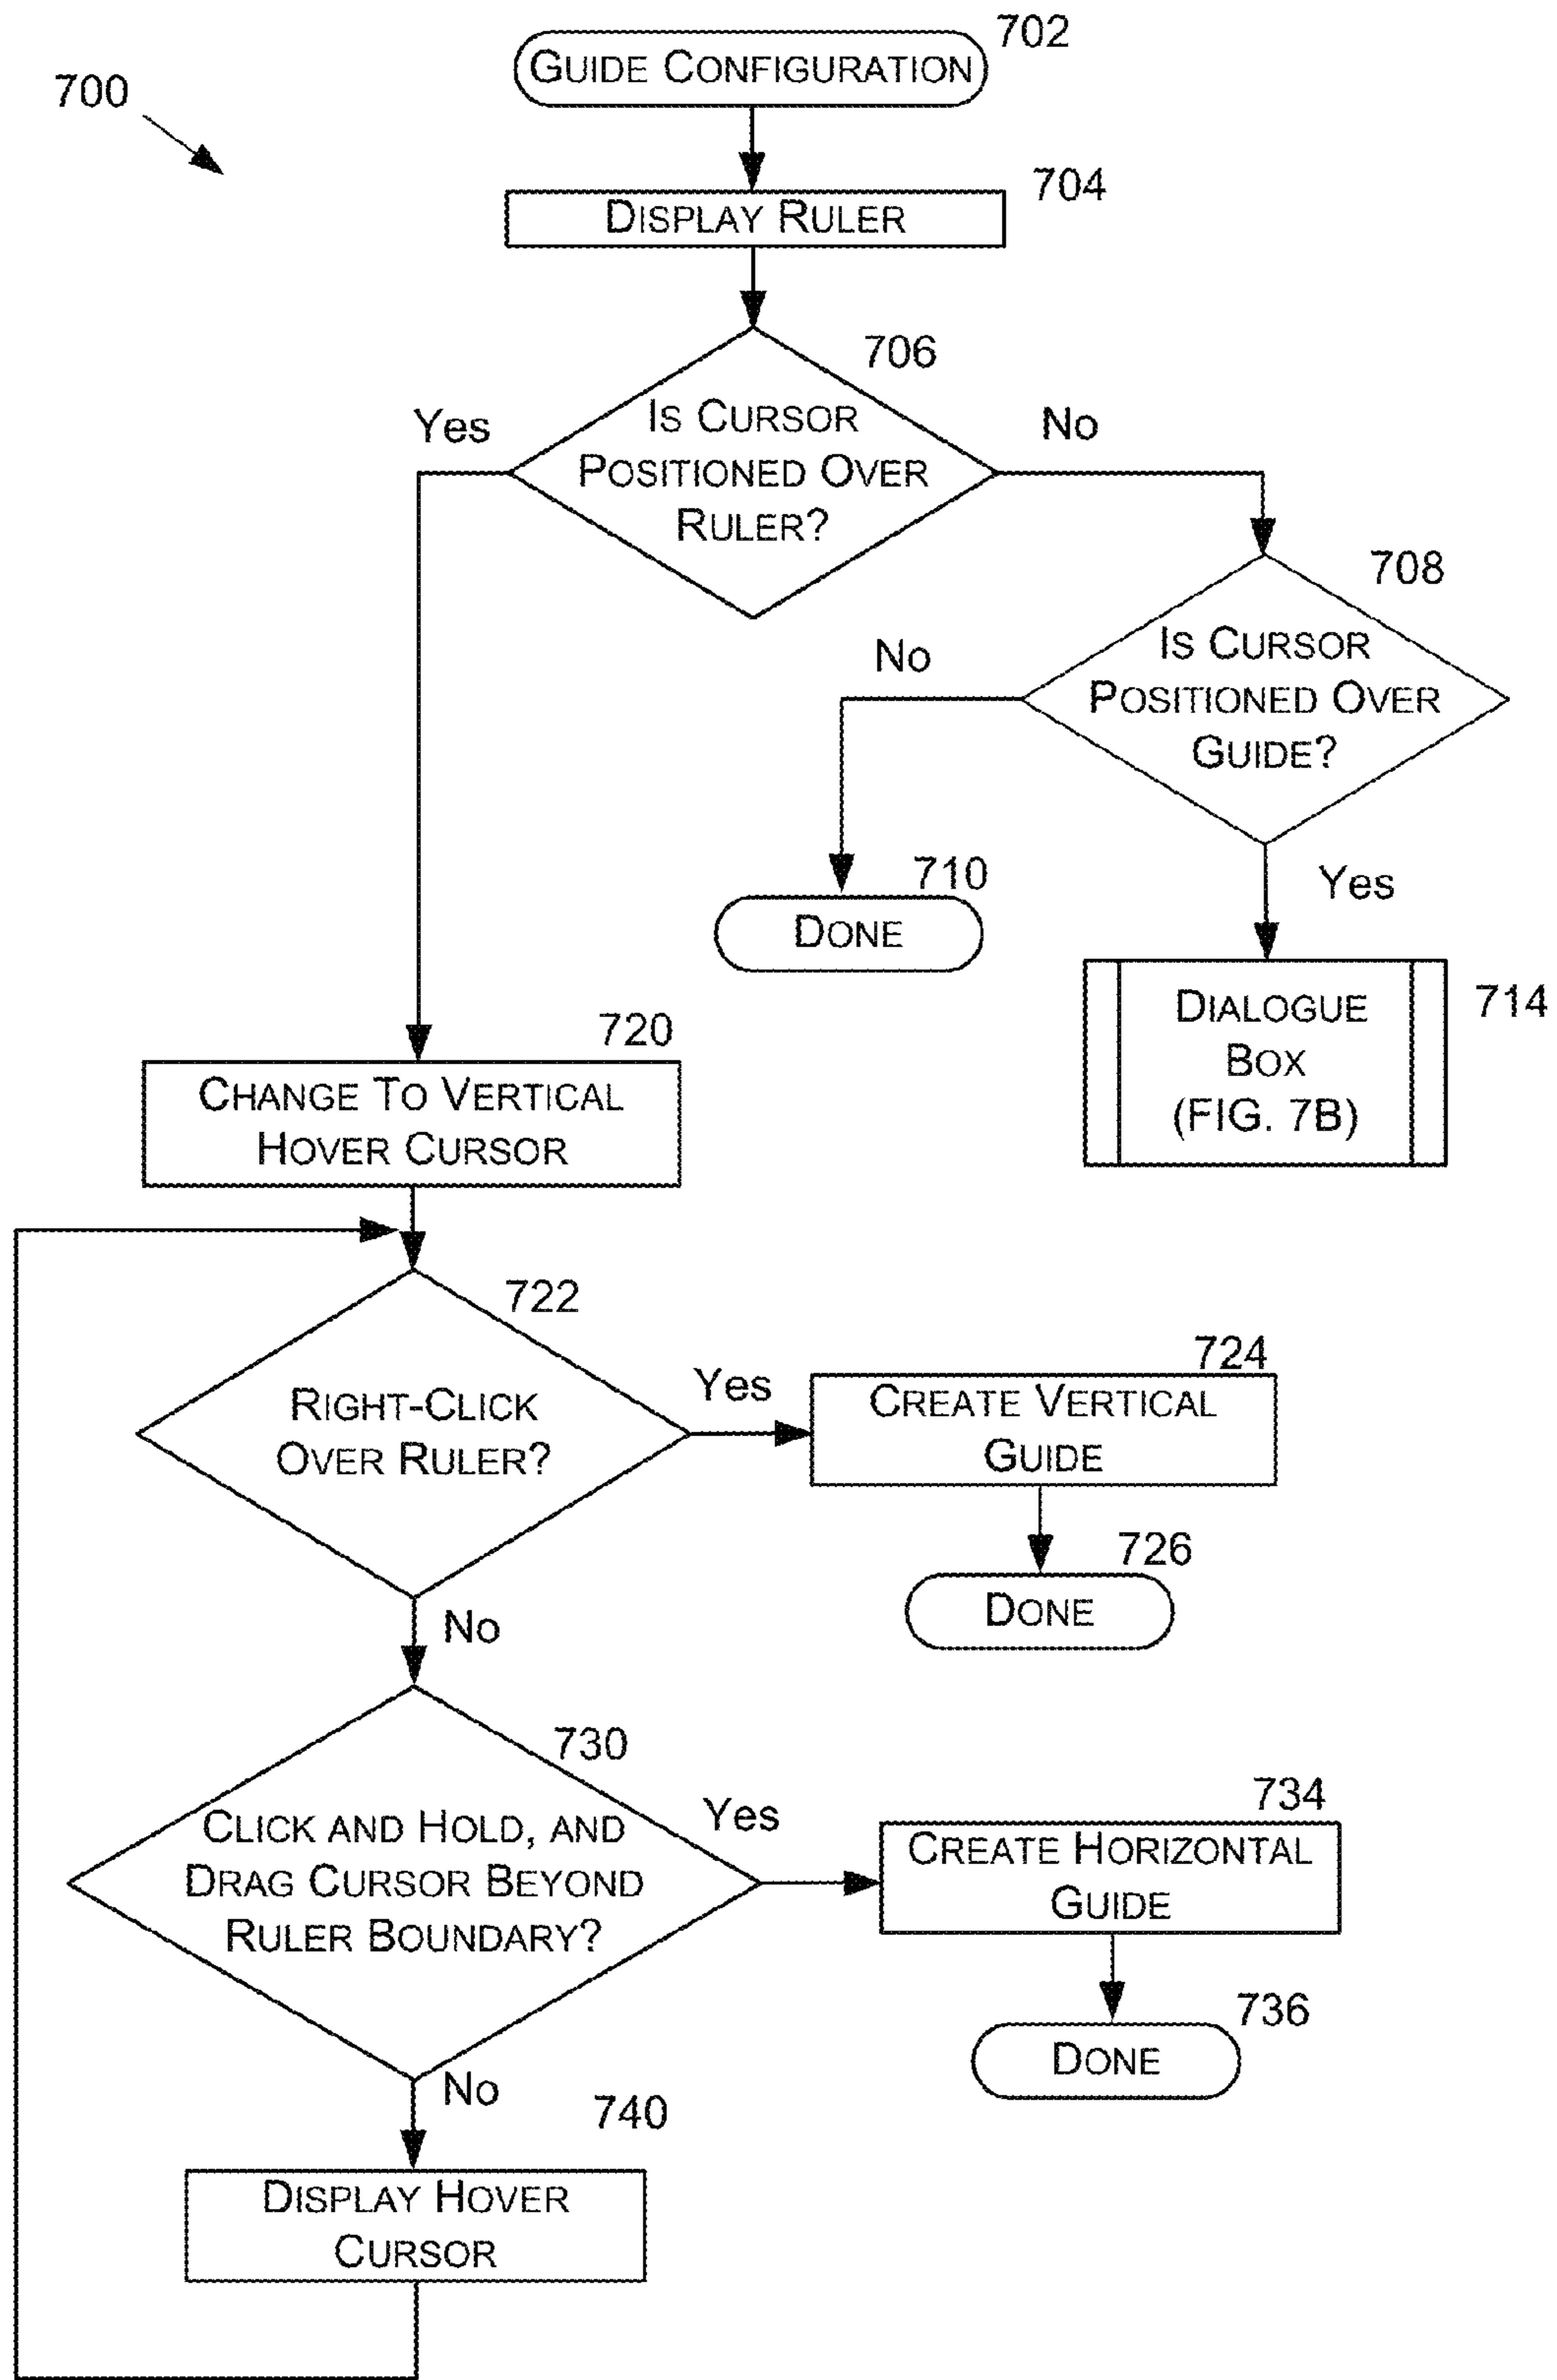 702
GUIDE CONFIGURATION
700
704
DISPLAY RULER
706
IS CURSOR
POSITIONED OVER
RULER?
Yes
No
708
IS CURSOR
POSITIONED OVER
GUIDE?
No
Yes
710
DONE
714
DIALOGUE
BOX
(FIG. 7B)
720
CHANGE TO VERTICAL
HOVER CURSOR
722
RIGHT-CLICK
OVER RULER?
Yes
724
CREATE VERTICAL
GUIDE
726
DONE
No
730
CLICK AND HOLD, AND
DRAG CURSOR BEYOND
RULER BOUNDARY?
Yes
734
CREATE HORIZONTAL
GUIDE
736
DONE
No
740
DISPLAY HOVER
CURSOR